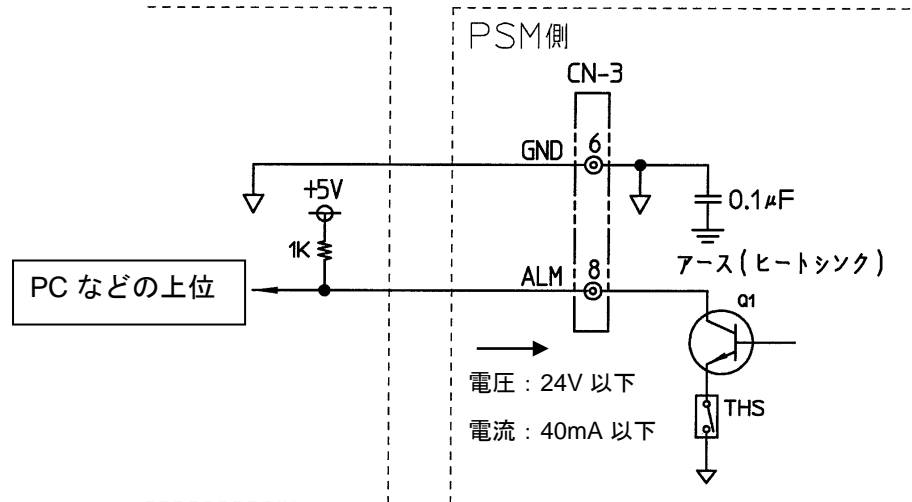 PSM側
CN-3
GND 6
+5V
0.1μF
1K
アース(ヒートシンク)
PC などの上位
ALM 8
Q1
電圧:24V 以下
THS
電流:40mA 以下